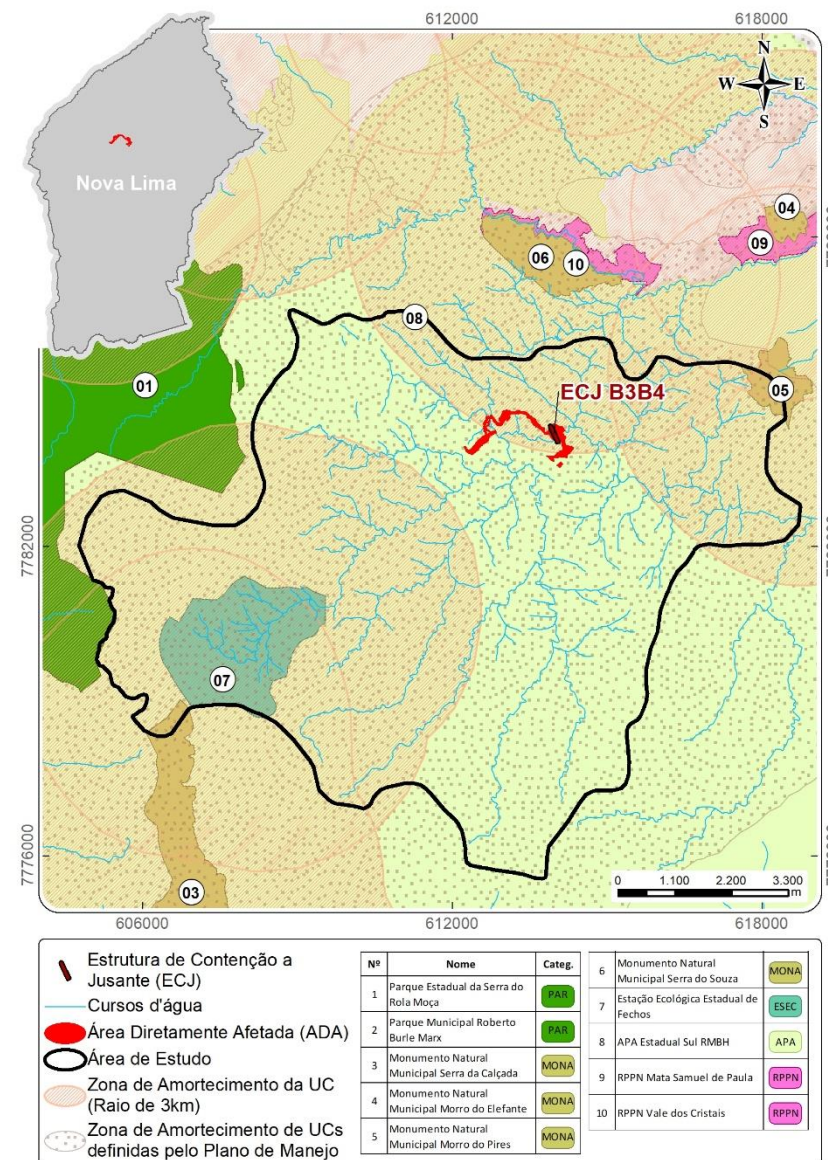 612000
618000
N
W
E
S
Nova Lima
04
09
06
10
01
08
05
ECJ B3B4
7782000
07
7776000
03
0 1.100 2.200 3.300
m
606000
612000
618000
Estrutura de Contenção a
Jusante (ECJ)
Cursos d'água
Área Diretamente Afetada (ADA)
Área de Estudo
Zona de Amortecimento da UC
(Raio de 3km)
Zona de Amortecimento de UCs
definidas pelo Plano de Manejo
Nº Nome Categ.
1 Parque Estadual da Serra do
Rola Moça PAR
2 Parque Municipal Roberto
Burle Marx PAR
3 Monumento Natural
Municipal Serra da Calçada MONA
4 Monumento Natural
Municipal Morro do Elefante MONA
5 Monumento Natural
Municipal Morro do Pires MONA
6 Monumento Natural
Municipal Serra do Souza MONA
7 Estação Ecológica Estadual de
Fechos ESEC
8 APA Estadual Sul RMBH APA
9 RPPN Mata Samuel de Paula RPPN
10 RPPN Vale dos Cristais RPPN